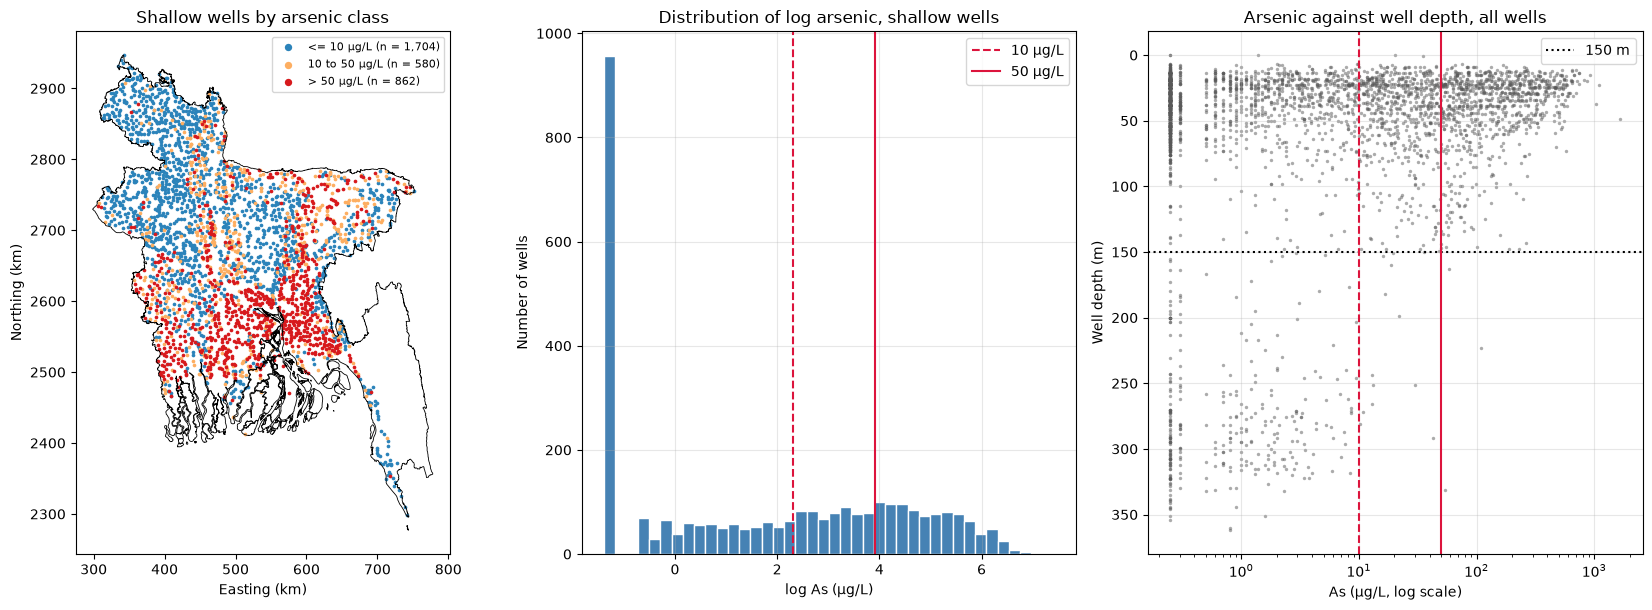 Shallow wells by arsenic class
<= 10 µg/L (n = 1,704)
10 to 50 µg/L (n = 580)
> 50 µg/L (n = 862)
Northing (km)
2900
2800
2700
2600
2500
2400
2300
300 400 500 600 700 800
Easting (km)
Distribution of log arsenic, shallow wells
10 µg/L
50 µg/L
Number of wells
1000
800
600
400
200
0
0 2 4 6
log As (µg/L)
Arsenic against well depth, all wells
150 m
Well depth (m)
0
50
100
150
200
250
300
350
10⁰ 10¹ 10² 10³
As (µg/L, log scale)